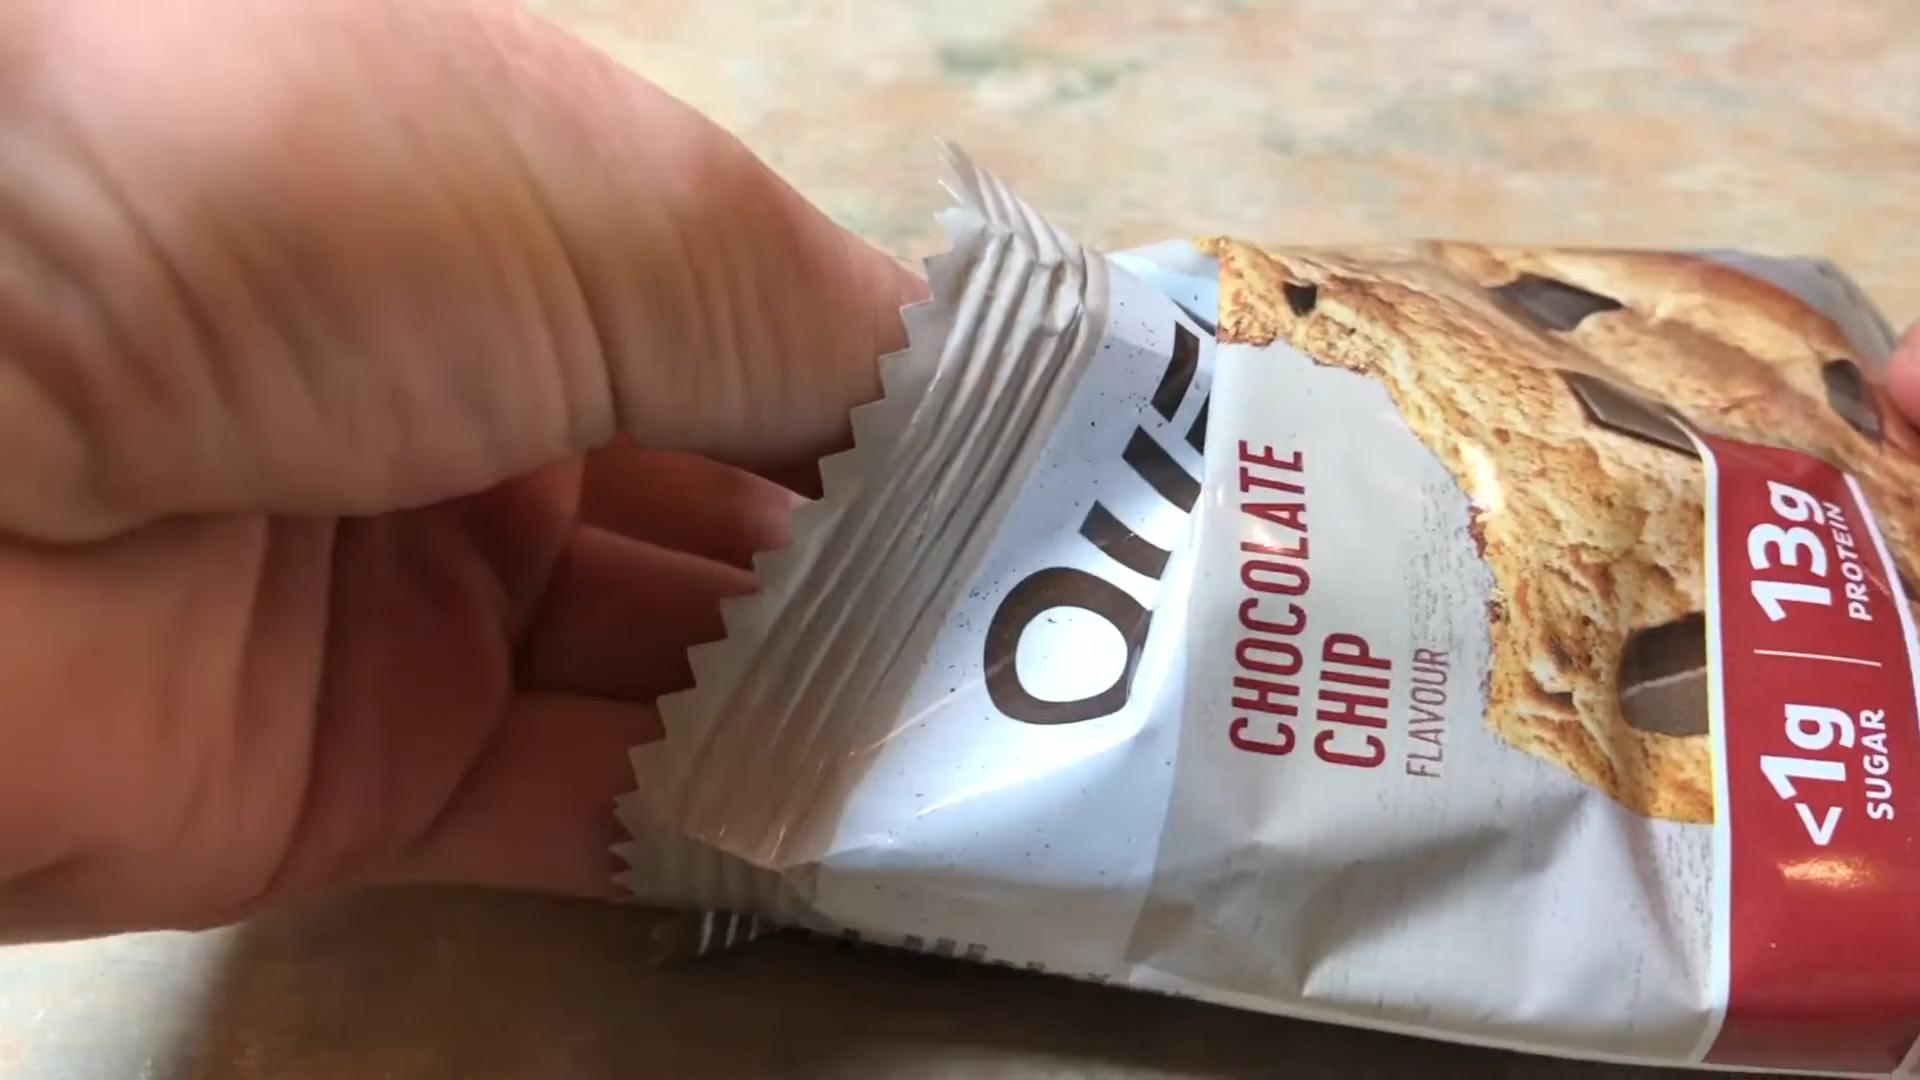 CHOCOLATE
CHIP
FLAVOUR
<1g | 13g
SUGAR PROTEIN